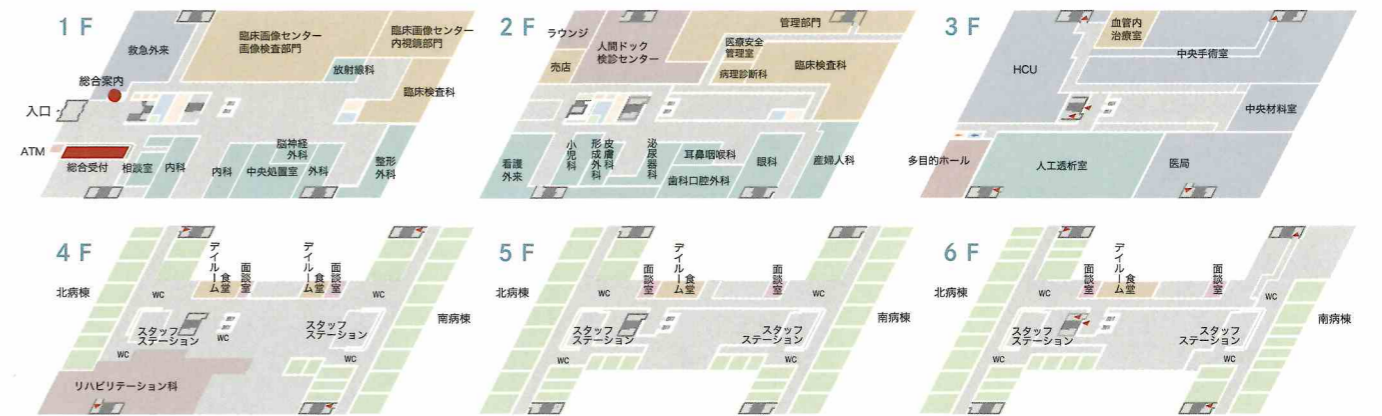 1 F
救急外来
臨床画像センター
画像検査部門
臨床画像センター
内視鏡部門
放射線科
臨床検査科
総合案内
入口
ATM
総合受付
相談室
内科
内科
中央処置室
脳神経
外科
外科
整形
外科
2 F
ラウンジ
売店
人間ドック
検診センター
管理部門
医療安全
管理室
病理診断科
臨床検査科
看護
外来
小児科
形成外科
皮膚科
泌尿器科
耳鼻咽喉科
歯科口腔外科
眼科
産婦人科
3 F
HCU
血管内
治療室
中央手術室
中央材料室
多目的ホール
人工透析室
医局
4 F
北病棟
WC
デイルーム
食堂
面談室
デイルーム
食堂
面談室
WC
南病棟
スタッフ
ステーション
WC
スタッフ
ステーション
WC
WC
リハビリテーション科
5 F
北病棟
WC
面談室
デイルーム
食堂
面談室
WC
南病棟
スタッフ
ステーション
スタッフ
ステーション
WC
WC
6 F
北病棟
WC
面談室
デイルーム
食堂
面談室
WC
南病棟
スタッフ
ステーション
スタッフ
ステーション
WC
WC